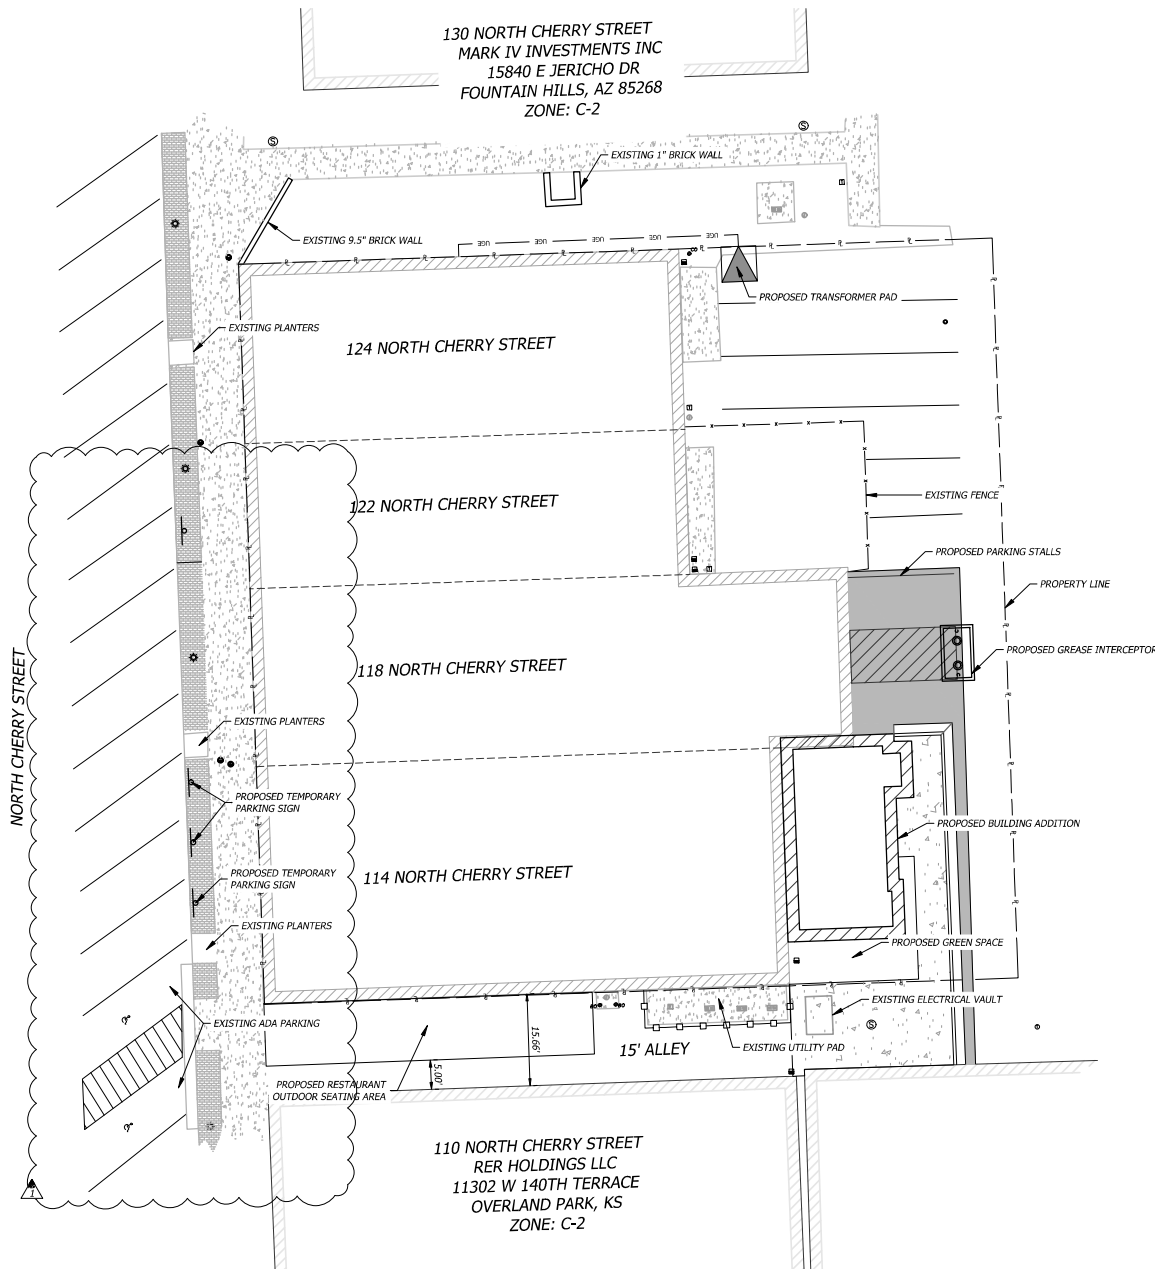 130 NORTH CHERRY STREET
MARK IV INVESTMENTS INC
15840 E JERICHO DR
FOUNTAIN HILLS, AZ 85268
ZONE: C-2
S
S
EXISTING 1" BRICK WALL
EXISTING 9.5" BRICK WALL
UGE UGE UGE UGE UGE
PROPOSED TRANSFORMER PAD
EXISTING PLANTERS
124 NORTH CHERRY STREET
122 NORTH CHERRY STREET
EXISTING FENCE
PROPOSED PARKING STALLS
PROPERTY LINE
PROPOSED GREASE INTERCEPTOR
118 NORTH CHERRY STREET
NORTH CHERRY STREET
EXISTING PLANTERS
PROPOSED TEMPORARY
PARKING SIGN
PROPOSED BUILDING ADDITION
PROPOSED TEMPORARY
PARKING SIGN
114 NORTH CHERRY STREET
EXISTING PLANTERS
PROPOSED GREEN SPACE
EXISTING ELECTRICAL VAULT
S
EXISTING ADA PARKING
15.66'
15' ALLEY
EXISTING UTILITY PAD
5.00'
PROPOSED RESTAURANT
OUTDOOR SEATING AREA
110 NORTH CHERRY STREET
RER HOLDINGS LLC
11302 W 140TH TERRACE
OVERLAND PARK, KS
ZONE: C-2
1